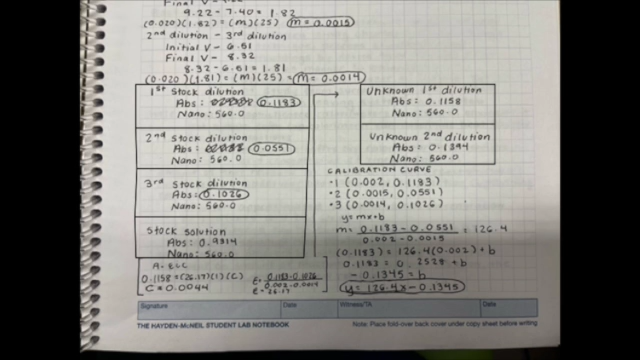 Final V - 9.22
9.22 - 7.40 = 1.82
(0.020)(1.82) = (M)(25) = M = 0.0015
2nd dilution - 3rd dilution
Initial V - 6.51
Final V - 8.32
8.32 - 6.51 = 1.81
(0.020)(1.81) = (M)(25) = M = 0.0014
1st Stock dilution
Abs: 0.1183
Nano: 560.0
2nd Stock dilution
Abs: 0.0551
Nano: 560.0
3rd Stock dilution
Abs: 0.1026
Nano: 560.0
Stock solution
Abs: 0.9314
Nano: 560.0
A = ELC
0.1158 = (26.17)(1)(C)
C = 0.0044
E = 0.1183-0.1026
0.002-0.0014
E = 26.17
Unknown 1st dilution
Abs: 0.1158
Nano: 560.0
Unknown 2nd dilution
Abs: 0.1394
Nano: 560.0
CALIBRATION CURVE
•1 (0.002, 0.1183)
•2 (0.0015, 0.0551)
•3 (0.0014, 0.1026)
y=mx+b
m = 0.1183 - 0.0551 = 126.4
0.002 - 0.0015
(0.1183) = 126.4(0.002) + b
0.1183 = 0.2528 + b
-0.1345 = b
y = 126.4x - 0.1345
Signature Date Witness/TA Date
THE HAYDEN-MCNEIL STUDENT LAB NOTEBOOK Note: Place fold-over back cover under copy sheet before writing